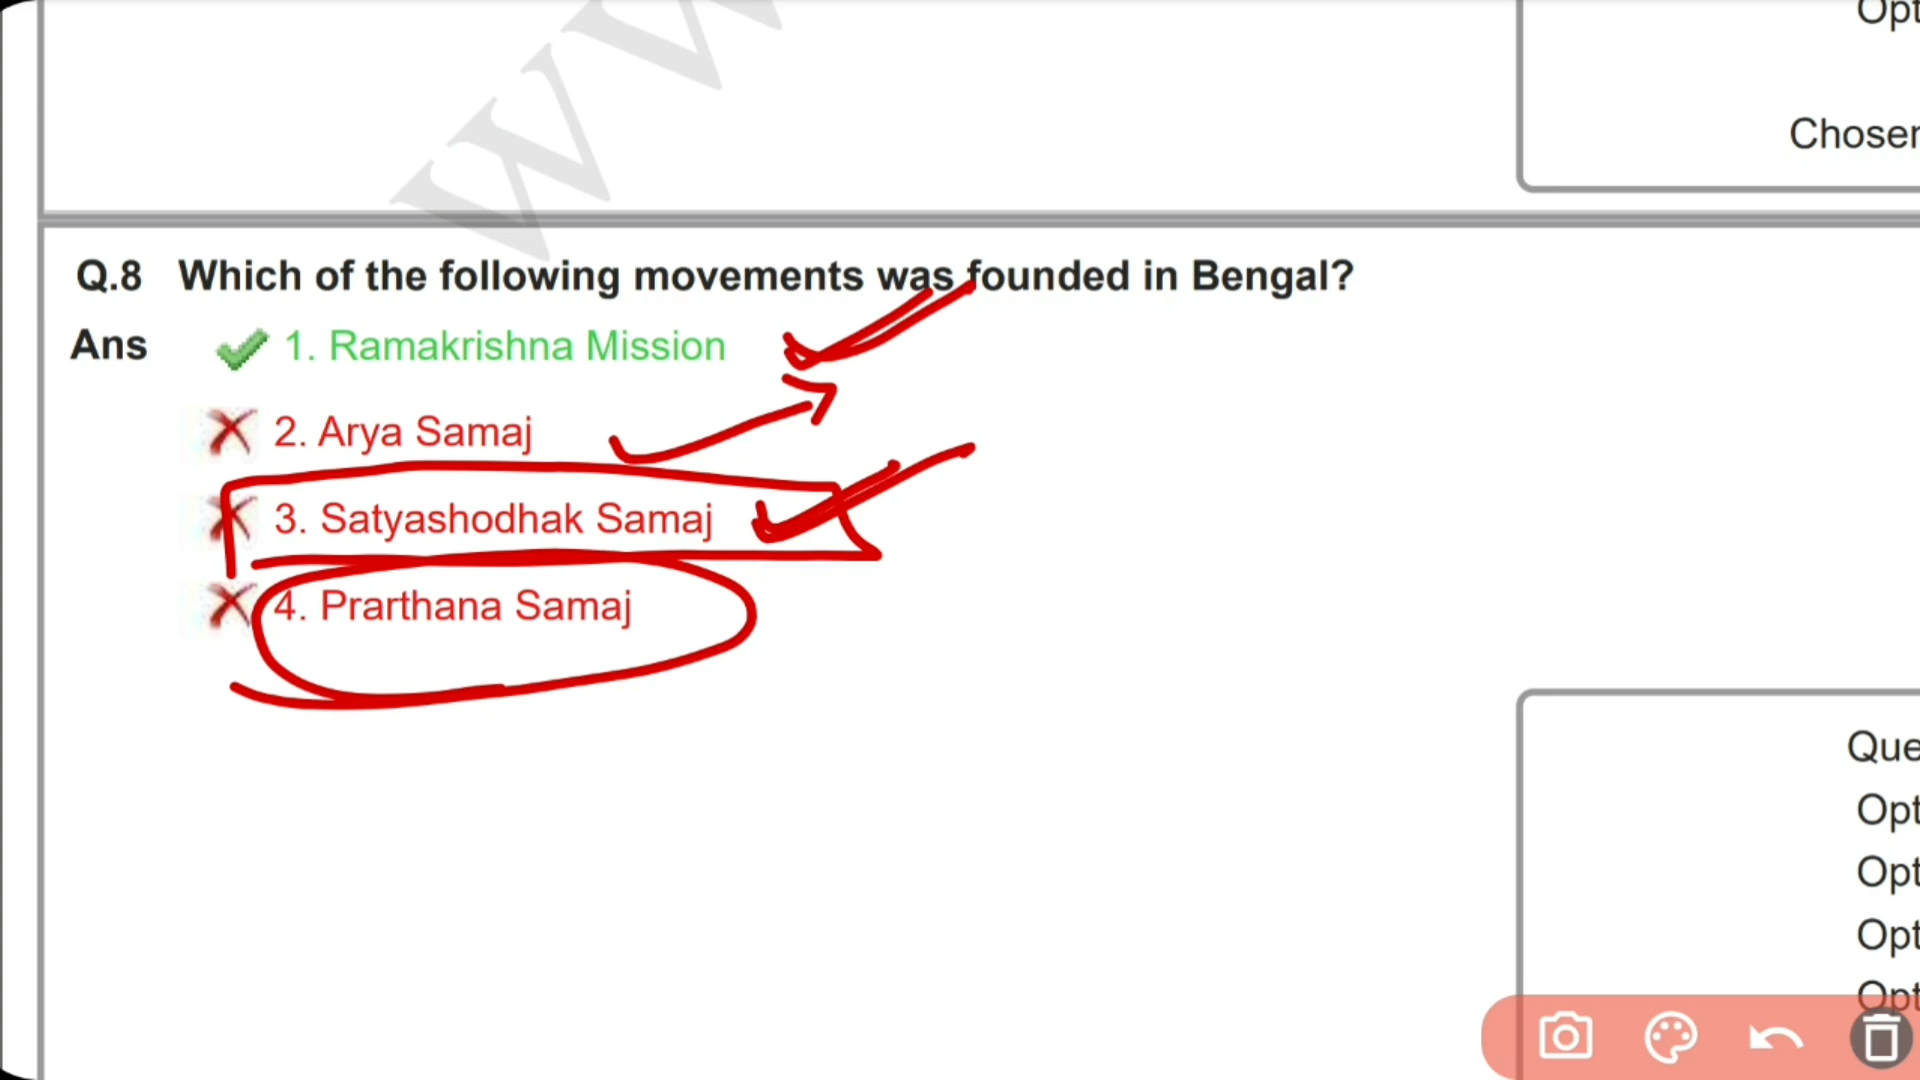 Opt
Chosen
Q.8 Which of the following movements was founded in Bengal?
Ans 1. Ramakrishna Mission
2. Arya Samaj
3. Satyashodhak Samaj
4. Prarthana Samaj
Que
Opt
Opt
Opt
Opt